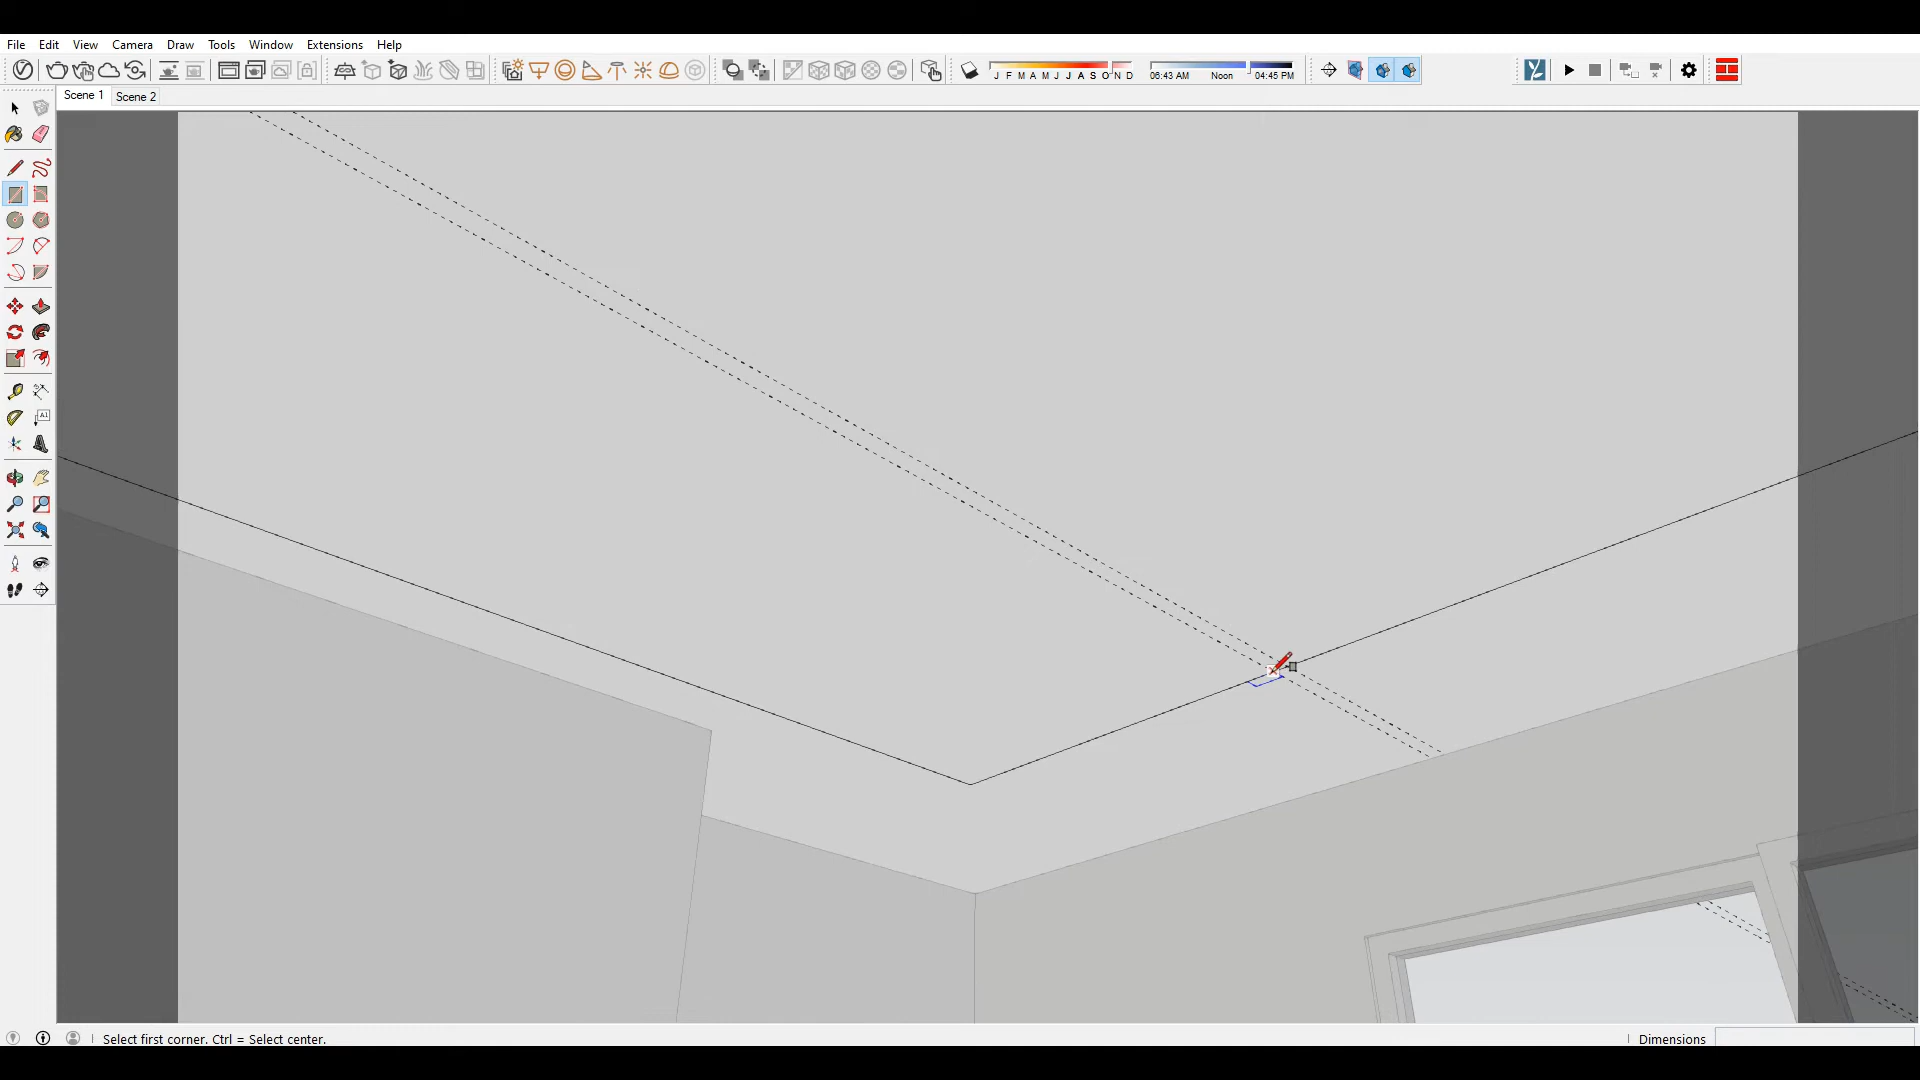 File Edit View Camera Draw Tools Window Extensions Help
J F M A M J J A S O N D 06:43 AM Noon 04:45 PM
Scene 1 Scene 2
A1
Select first corner. Ctrl = Select center. Dimensions